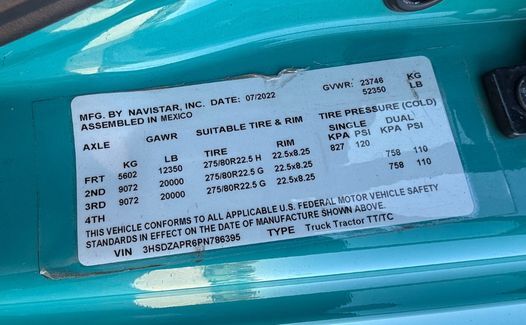 MFG. BY NAVISTAR, INC. DATE: 07/2022 GVWR: 23746 KG
ASSEMBLED IN MEXICO 52350 LB
AXLE GAWR SUITABLE TIRE & RIM TIRE PRESSURE (COLD)
KG LB TIRE RIM SINGLE KPA PSI DUAL KPA PSI
FRT 5602 12350 275/80R22.5 H 22.5x8.25 827 120
2ND 9072 20000 275/80R22.5 G 22.5x8.25 758 110
3RD 9072 20000 275/80R22.5 G 22.5x8.25 758 110
4TH
THIS VEHICLE CONFORMS TO ALL APPLICABLE U.S. FEDERAL MOTOR VEHICLE SAFETY
STANDARDS IN EFFECT ON THE DATE OF MANUFACTURE SHOWN ABOVE.
VIN 3HSDZAPR6PN786395 TYPE Truck Tractor TT/TC